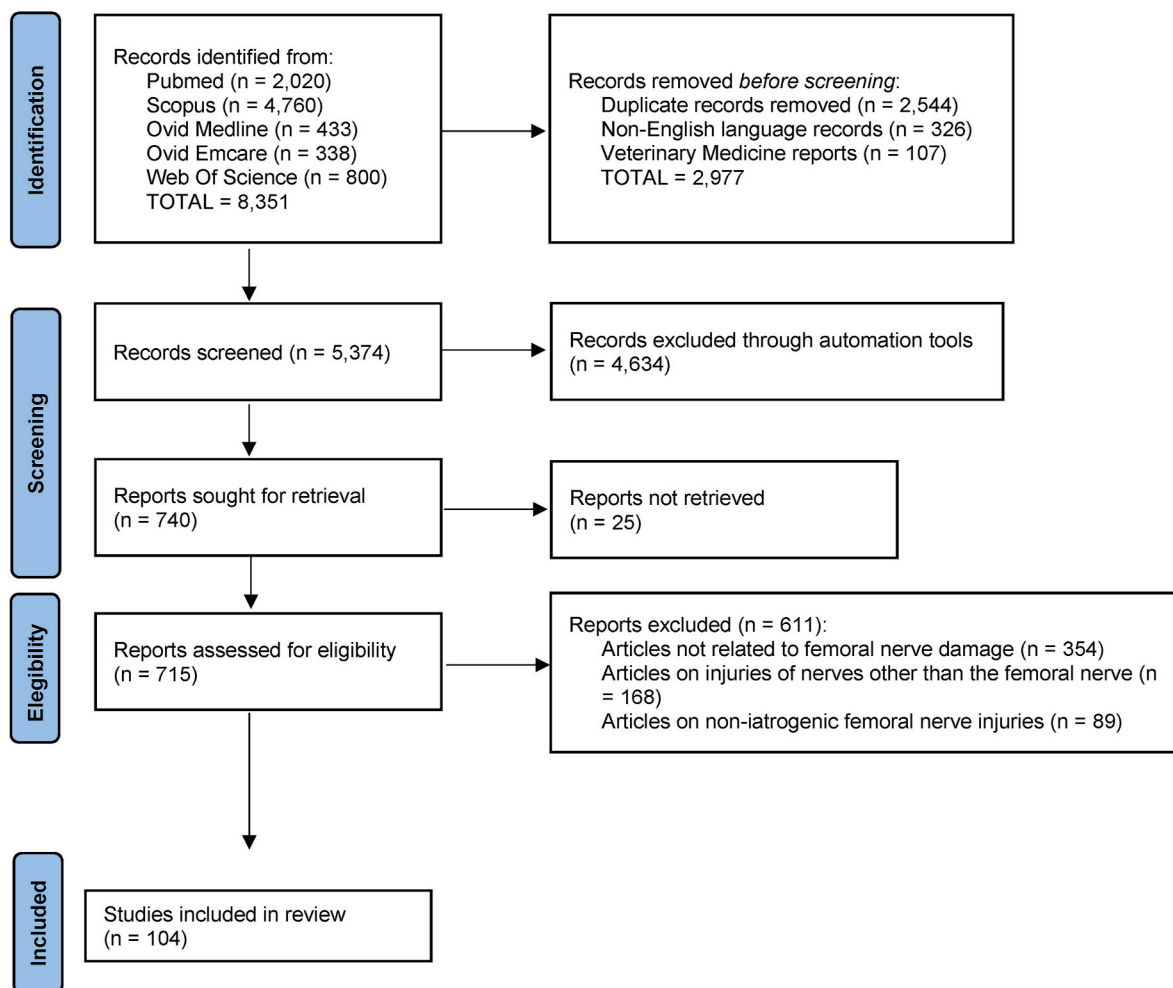 Identification
Records identified from:
Pubmed (n = 2,020)
Scopus (n = 4,760)
Ovid Medline (n = 433)
Ovid Emcare (n = 338)
Web Of Science (n = 800)
TOTAL = 8,351
Records removed before screening:
Duplicate records removed (n = 2,544)
Non-English language records (n = 326)
Veterinary Medicine reports (n = 107)
TOTAL = 2,977
Screening
Records screened (n = 5,374)
Records excluded through automation tools
(n = 4,634)
Reports sought for retrieval
(n = 740)
Reports not retrieved
(n = 25)
Elegibility
Reports assessed for eligibility
(n = 715)
Reports excluded (n = 611):
Articles not related to femoral nerve damage (n = 354)
Articles on injuries of nerves other than the femoral nerve (n
= 168)
Articles on non-iatrogenic femoral nerve injuries (n = 89)
Included
Studies included in review
(n = 104)